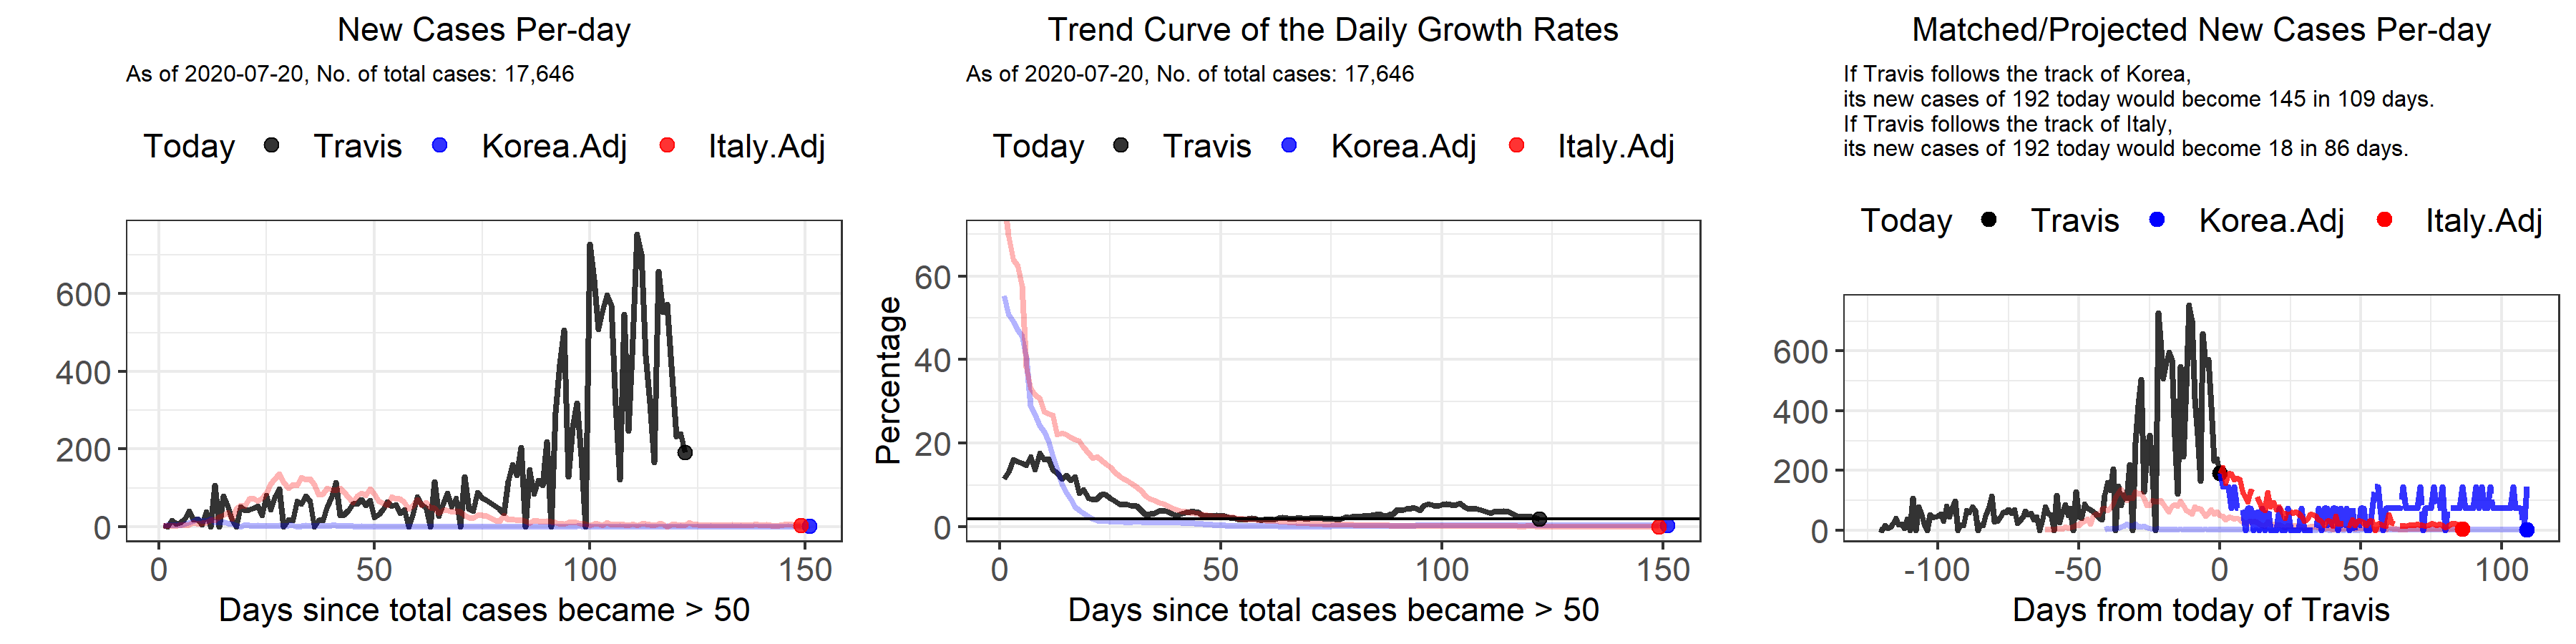 New Cases Per-day
As of 2020-07-20, No. of total cases: 17,646
Today Travis Korea.Adj Italy.Adj
600
400
200
0
0 50 100 150
Days since total cases became > 50
Trend Curve of the Daily Growth Rates
As of 2020-07-20, No. of total cases: 17,646
Today Travis Korea.Adj Italy.Adj
Percentage
60
40
20
0
0 50 100 150
Days since total cases became > 50
Matched/Projected New Cases Per-day
If Travis follows the track of Korea,
its new cases of 192 today would become 145 in 109 days.
If Travis follows the track of Italy,
its new cases of 192 today would become 18 in 86 days.
Today Travis Korea.Adj Italy.Adj
600
400
200
0
-100 -50 0 50 100
Days from today of Travis